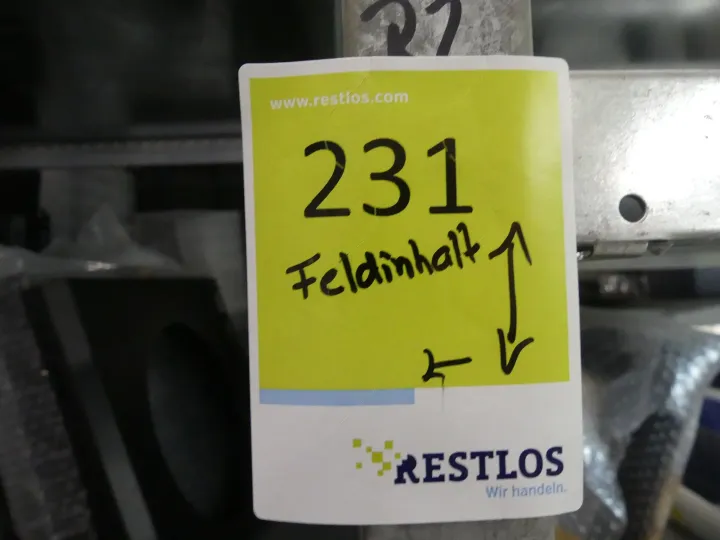 www.restlos.com
231
Feldinhalt
RESTLOS
Wir handeln.